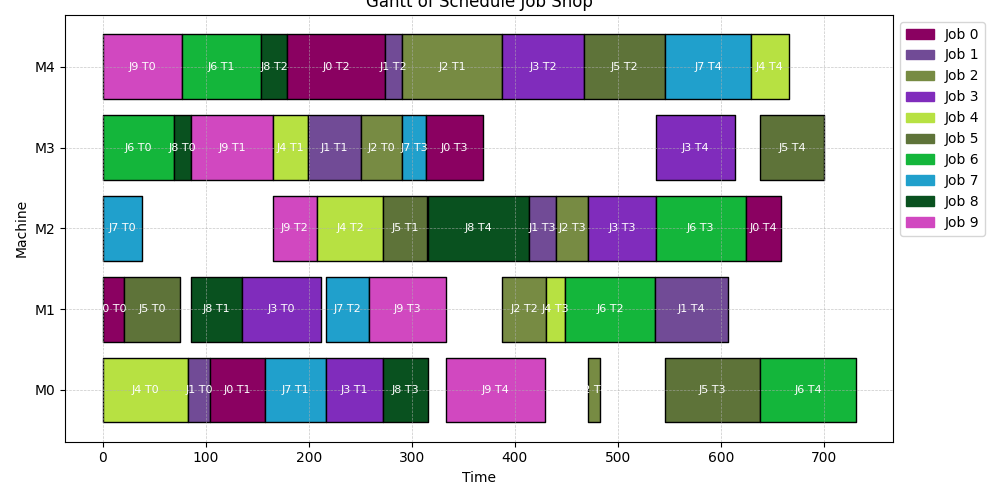 Gantt of Schedule Job Shop
M4
J9 T0
J6 T1
J8 T2
J0 T2
J1 T2
J2 T1
J3 T2
J5 T2
J7 T4
J4 T4
M3
J6 T0
J8 T0
J9 T1
J4 T1
J1 T1
J2 T0
J7 T3
J0 T3
J3 T4
J5 T4
M2
J7 T0
J9 T2
J4 T2
J5 T1
J8 T4
J1 T3
J2 T3
J3 T3
J6 T3
J0 T4
M1
0 T0
J5 T0
J8 T1
J3 T0
J7 T2
J9 T3
J2 T2
J4 T3
J6 T2
J1 T4
M0
J4 T0
J1 T0
J0 T1
J7 T1
J3 T1
J8 T3
J9 T4
J5 T3
J6 T4
Machine
0
100
200
300
400
500
600
700
Time
Job 0
Job 1
Job 2
Job 3
Job 4
Job 5
Job 6
Job 7
Job 8
Job 9